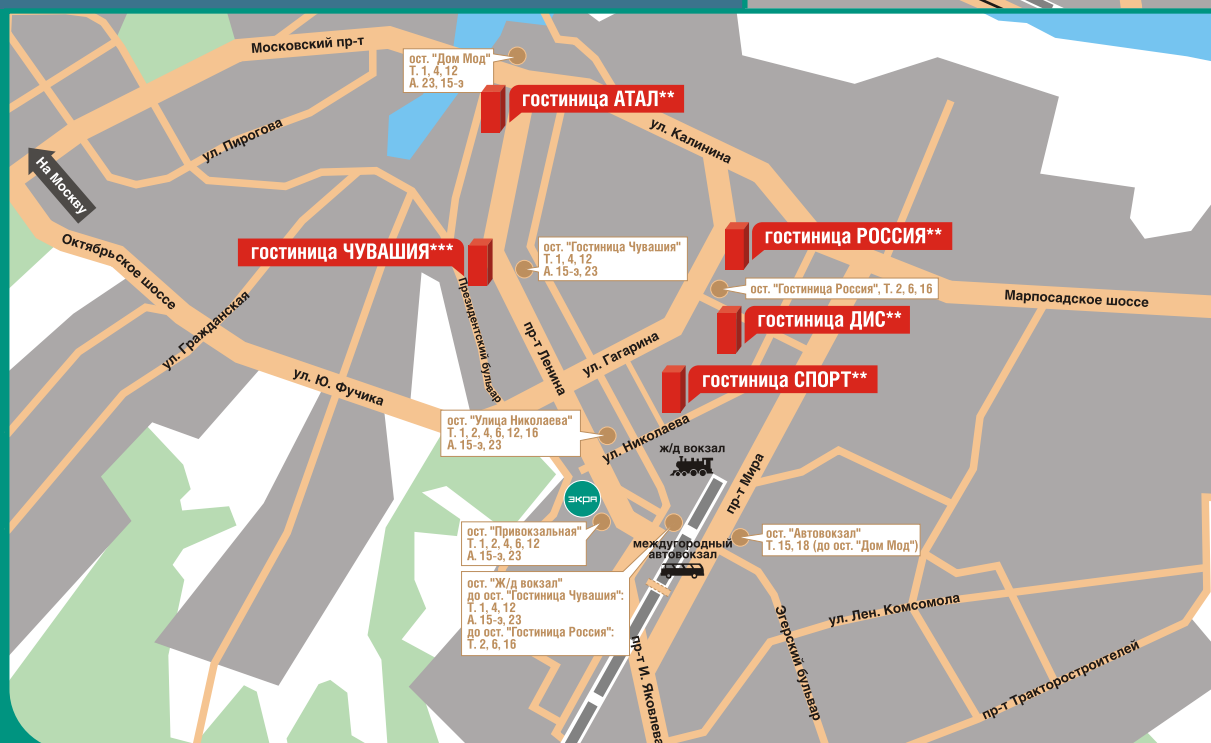 Московский пр-т
ост. "Дом Мод"
Т. 1, 4, 12
А. 23, 15-э
гостиница АТАЛ**
ул. Калинина
ул. Пирогова
На Москву
Октябрьское шоссе
гостиница ЧУВАШИЯ***
ост. "Гостиница Чувашия"
Т. 1, 4, 12
А. 15-э, 23
гостиница РОССИЯ**
ост. "Гостиница Россия", Т. 2, 6, 16
Марпосадское шоссе
гостиница ДИС**
ул. Гражданская
Президентский бульвар
пр-т Ленина
ул. Гагарина
гостиница СПОРТ**
ул. Ю. Фучика
ост. "Улица Николаева"
Т. 1, 2, 4, 6, 12, 16
А. 15-э, 23
ул. Николаева
ж/д вокзал
пр-т Мира
ЭКРА
ост. "Привокзальная"
Т. 1, 2, 4, 6, 12
А. 15-э, 23
междугородный
автовокзал
ост. "Автовокзал"
Т. 15, 18 (до ост. "Дом Мод")
ост. "Ж/д вокзал"
до ост. "Гостиница Чувашия":
Т. 1, 4, 12
А. 15-э, 23
до ост. "Гостиница Россия":
Т. 2, 6, 16
пр-т И. Яковлева
Эгерский бульвар
ул. Лен. Комсомола
пр-т Тракторостроителей